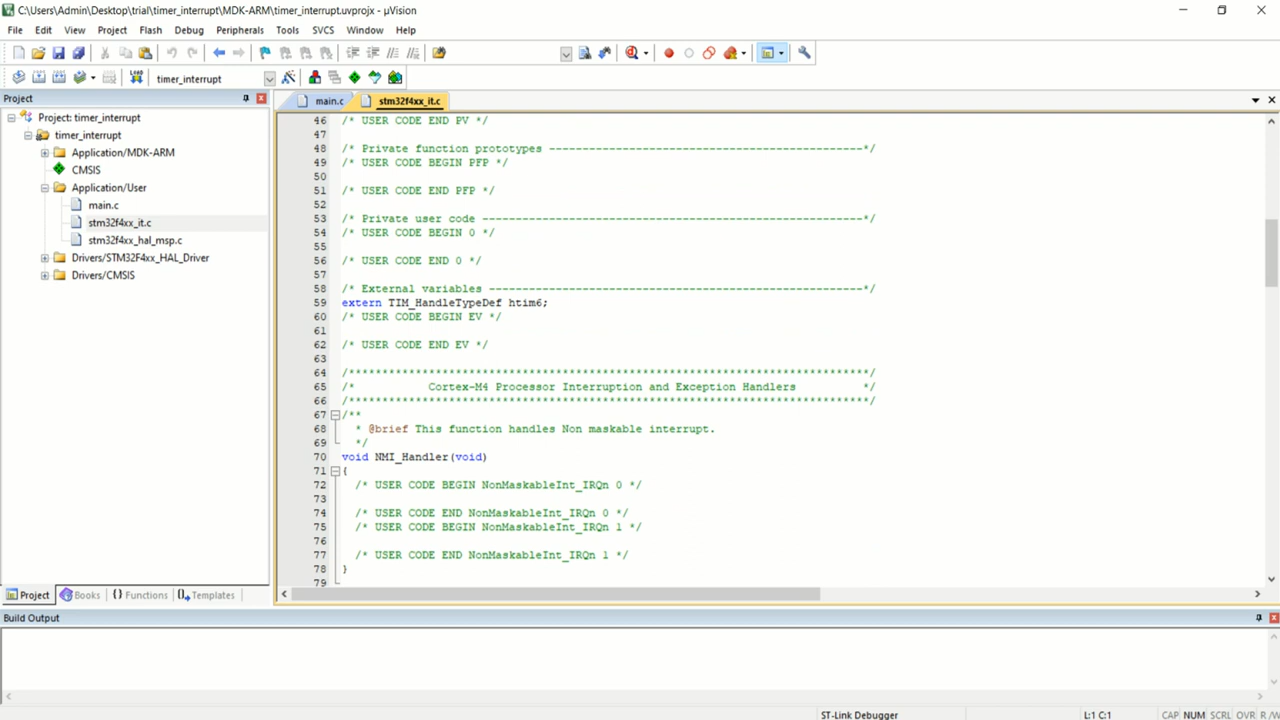 C:\Users\Admin\Desktop\trial\timer_interrupt\MDK-ARM\timer_interrupt.uvprojx - µVision
File Edit View Project Flash Debug Peripherals Tools SVCS Window Help
LOAD timer_interrupt
Project
Project: timer_interrupt
timer_interrupt
Application/MDK-ARM
CMSIS
Application/User
main.c
stm32f4xx_it.c
stm32f4xx_hal_msp.c
Drivers/STM32F4xx_HAL_Driver
Drivers/CMSIS
Project Books {} Functions Templates
main.c stm32f4xx_it.c
46 /* USER CODE END PV */
47
48 /* Private function prototypes -----------------------------------------------*/
49 /* USER CODE BEGIN PFP */
50
51 /* USER CODE END PFP */
52
53 /* Private user code ---------------------------------------------------------*/
54 /* USER CODE BEGIN 0 */
55
56 /* USER CODE END 0 */
57
58 /* External variables --------------------------------------------------------*/
59 extern TIM_HandleTypeDef htim6;
60 /* USER CODE BEGIN EV */
61
62 /* USER CODE END EV */
63
64 /******************************************************************************/
65 /*           Cortex-M4 Processor Interruption and Exception Handlers          */
66 /******************************************************************************/
67 /**
68   * @brief This function handles Non maskable interrupt.
69   */
70 void NMI_Handler(void)
71 {
72   /* USER CODE BEGIN NonMaskableInt_IRQn 0 */
73
74   /* USER CODE END NonMaskableInt_IRQn 0 */
75   /* USER CODE BEGIN NonMaskableInt_IRQn 1 */
76
77   /* USER CODE END NonMaskableInt_IRQn 1 */
78 }
79
Build Output
ST-Link Debugger L:1 C:1 CAP NUM SCRL OVR R /W